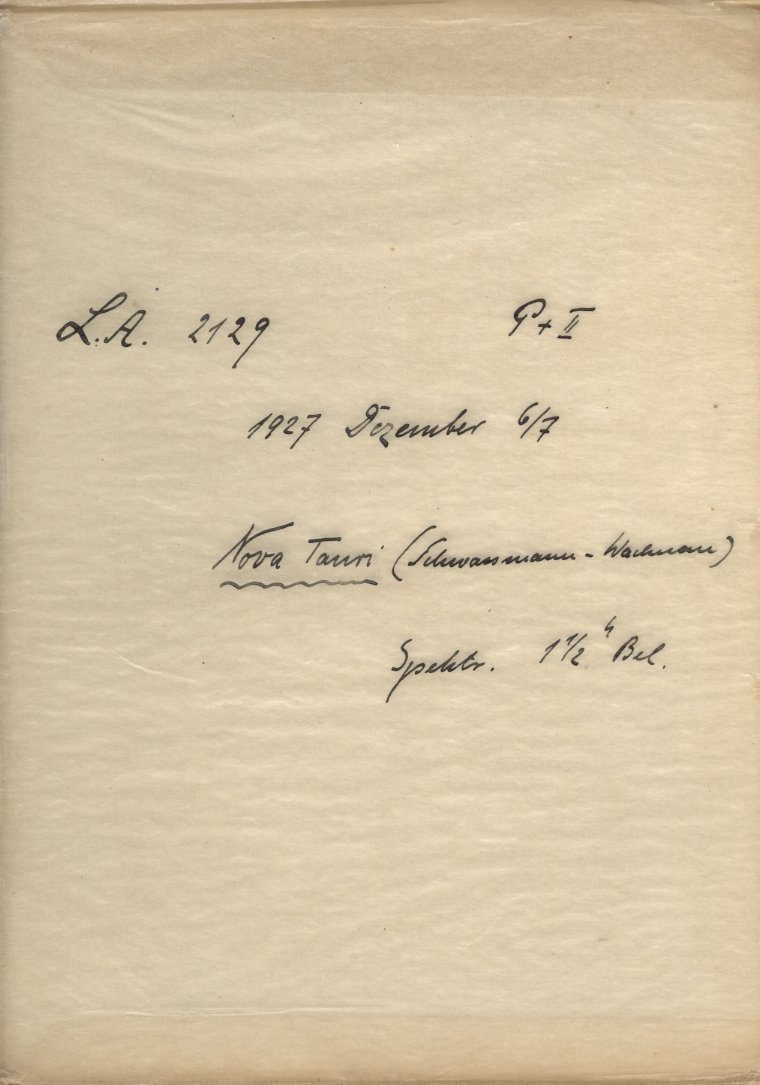 L.A. 2129 P + II
1927 Dezember 6/7
Nova Tauri (Schwassmann - Wachmann)
Spektr. 1 1/2 h Bel.